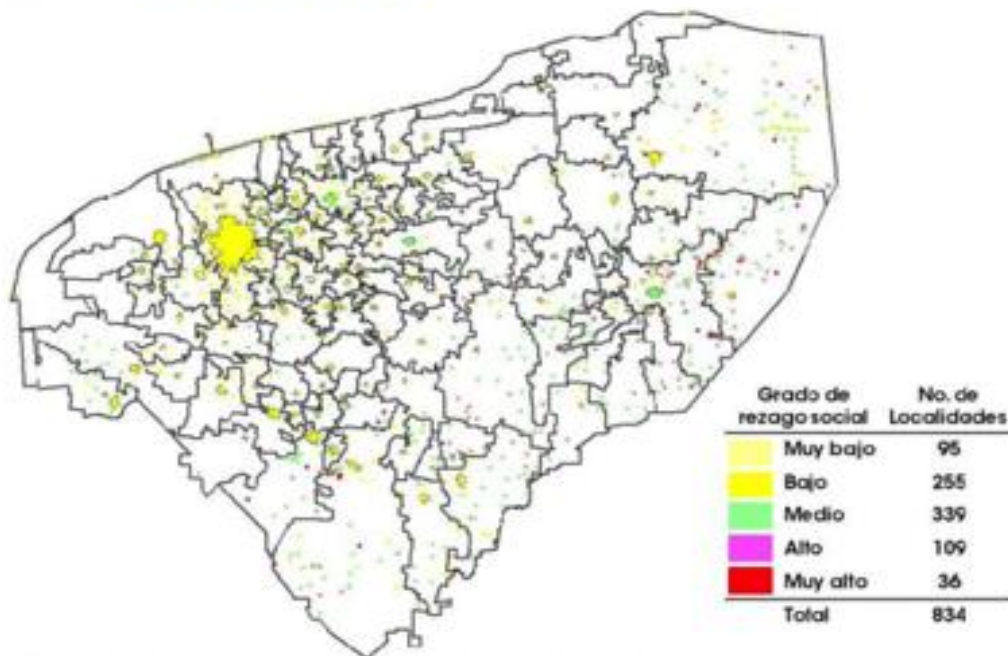 Grado de rezago social No. de Localidades
Muy bajo 95
Bajo 255
Medio 339
Alto 109
Muy alto 36
Total 834